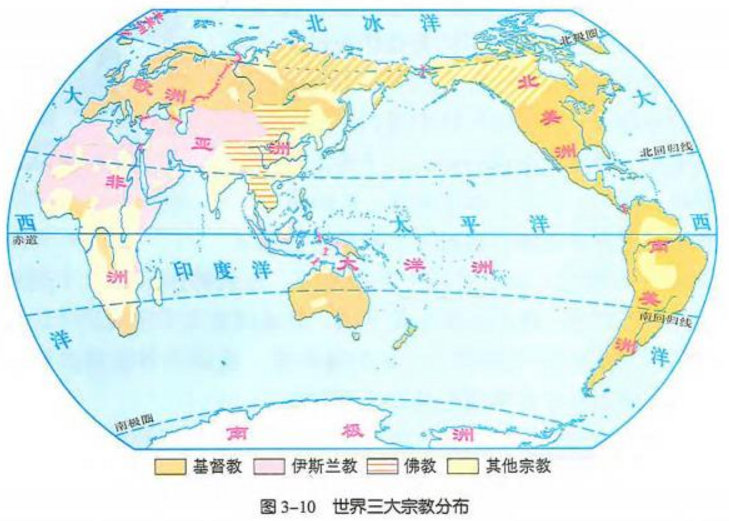 北冰洋
北极圈
大
欧洲
北
大
美
亚洲
洲
北回归线
非
西
太平洋
西
赤道
南
洲
印度洋
大洋洲
美
南回归线
洋
洲
洋
南极圈
南极洲
基督教 伊斯兰教 佛教 其他宗教
图3-10 世界三大宗教分布